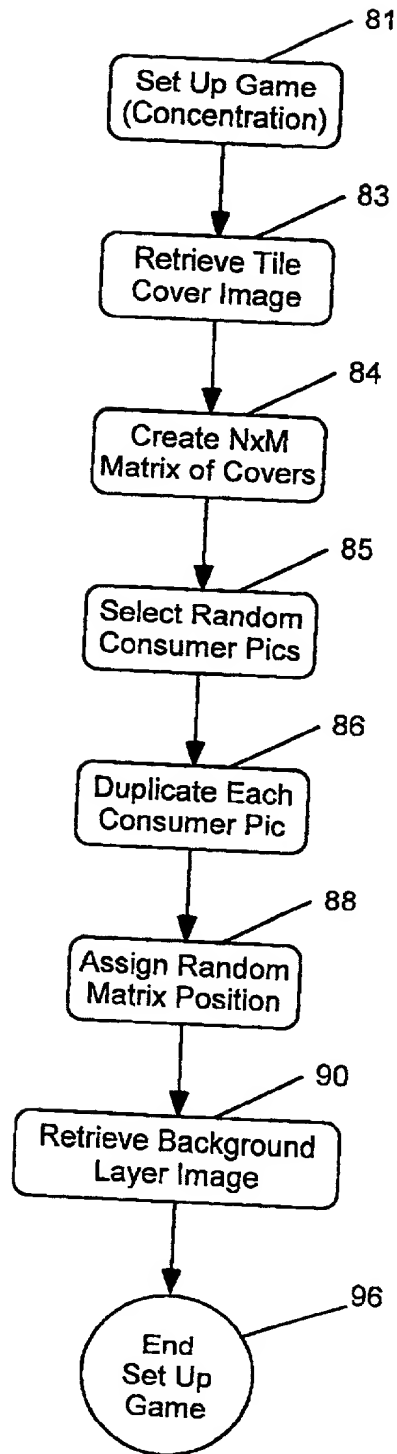 81
Set Up Game
(Concentration)
83
Retrieve Tile
Cover Image
84
Create NxM
Matrix of Covers
85
Select Random
Consumer Pics
86
Duplicate Each
Consumer Pic
88
Assign Random
Matrix Position
90
Retrieve Background
Layer Image
96
End
Set Up
Game